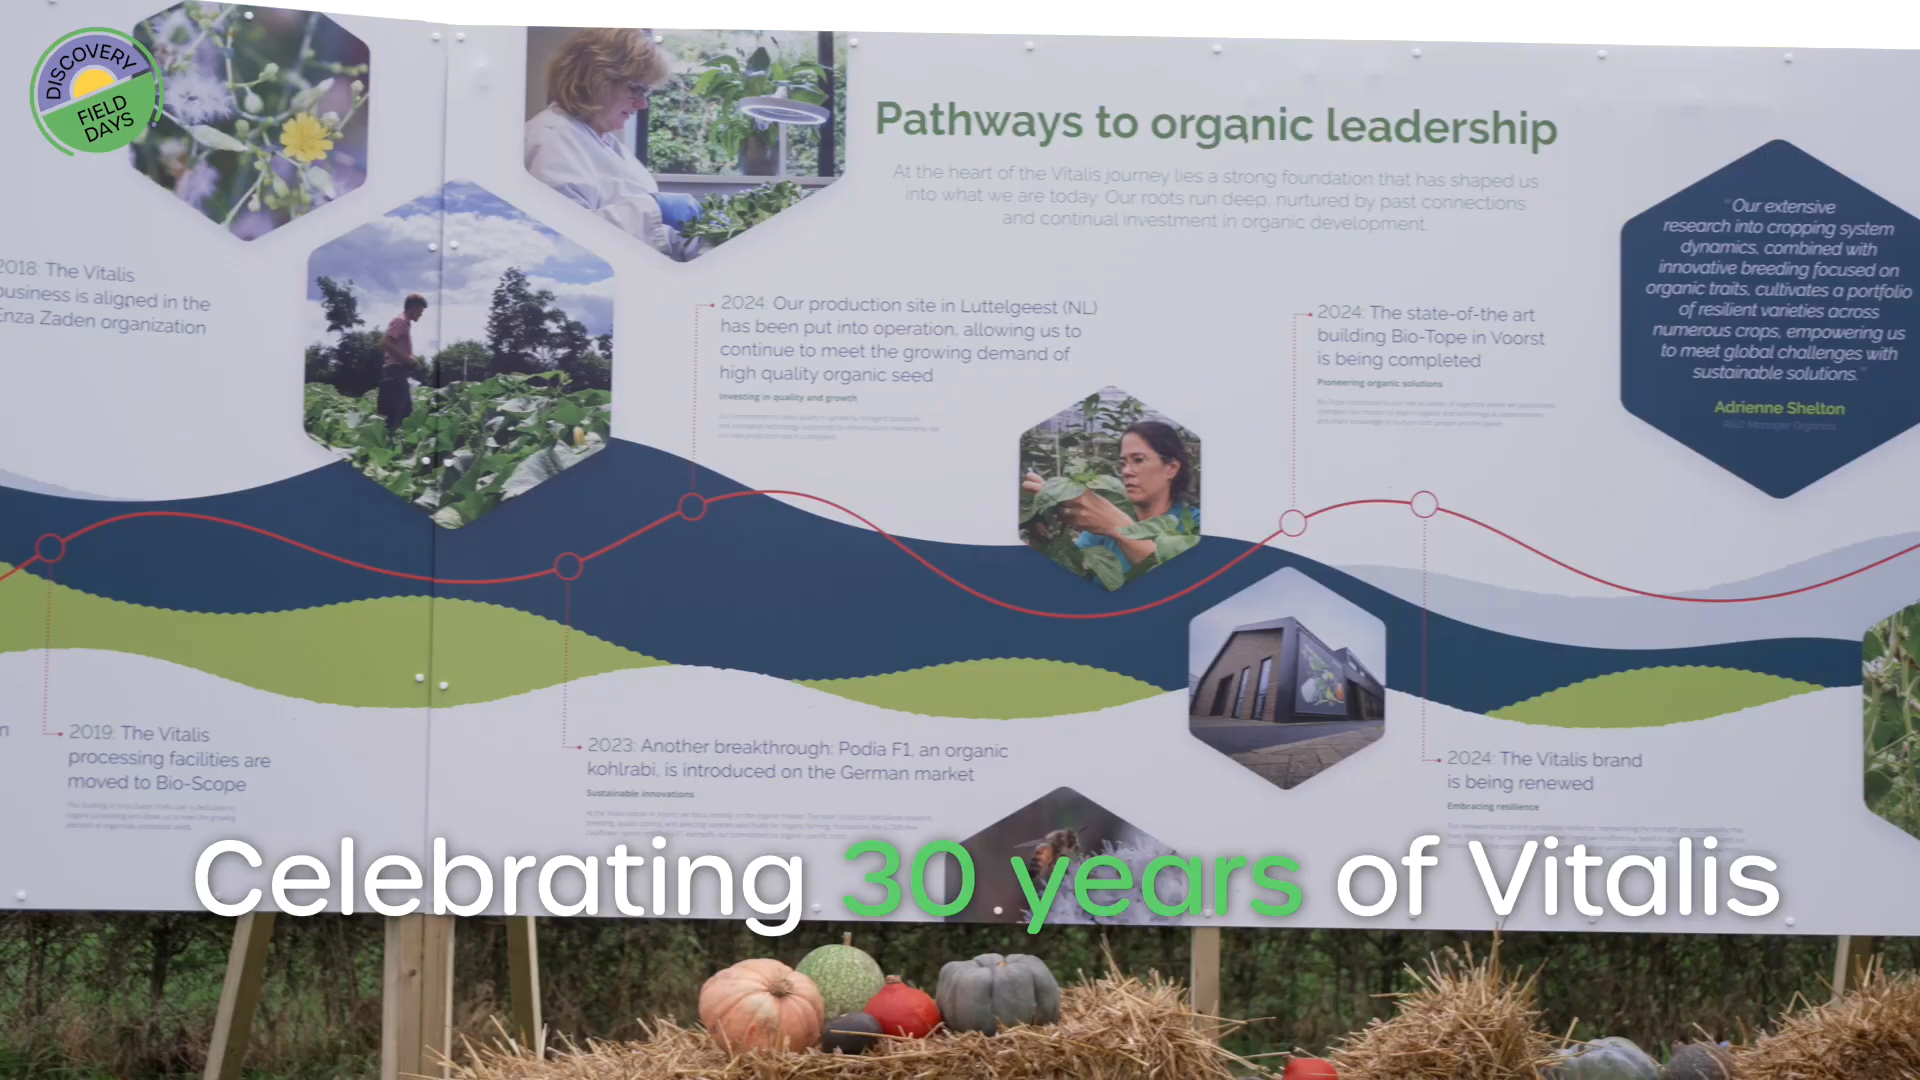 DISCOVERY
FIELD
DAYS
Pathways to organic leadership
At the heart of the Vitalis journey lies a strong foundation that has shaped us
into what we are today. Our roots run deep, nurtured by past connections
and continual investment in organic development.
"Our extensive
research into cropping system
dynamics, combined with
innovative breeding focused on
organic traits, cultivates a portfolio
of resilient varieties across
numerous crops, empowering us
to meet global challenges with
sustainable solutions."
Adrienne Shelton
R&D Manager Organics
2018: The Vitalis
business is aligned in the
Enza Zaden organization
2024: Our production site in Luttelgeest (NL)
has been put into operation, allowing us to
continue to meet the growing demand of
high quality organic seed
Investing in quality and growth
2024: The state-of-the art
building Bio-Tope in Voorst
is being completed
Pioneering organic solutions
2019: The Vitalis
processing facilities are
moved to Bio-Scope
2023: Another breakthrough: Podia F1, an organic
kohlrabi, is introduced on the German market
Sustainable innovations
2024: The Vitalis brand
is being renewed
Embracing resilience
Celebrating 30 years of Vitalis